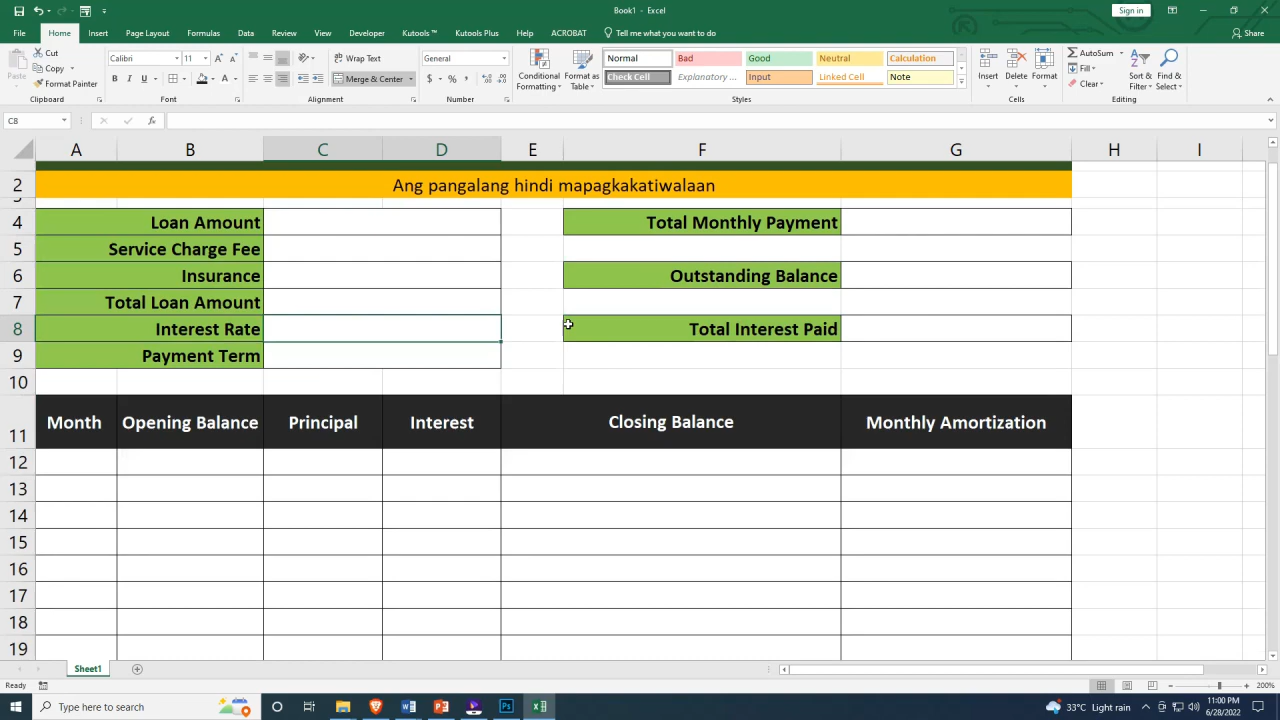 Book1 - Excel
Sign in
File Home Insert Page Layout Formulas Data Review View Developer Kutools ™ Kutools Plus Help ACROBAT Tell me what you want to do Share
Paste
Cut
Copy
Format Painter
Clipboard
Calibri 11
B I U
Font
Wrap Text
Merge & Center
Alignment
General
$ % ,
Number
Conditional Formatting
Format as Table
Normal Bad Good Neutral Calculation
Check Cell Explanatory ... Input Linked Cell Note
Styles
Insert Delete Format
Cells
AutoSum
Fill
Clear
Sort & Filter
Find & Select
Editing
C8
fx
A B C D E F G H I
2 Ang pangalang hindi mapagkakatiwalaan
4 Loan Amount Total Monthly Payment
5 Service Charge Fee
6 Insurance Outstanding Balance
7 Total Loan Amount
8 Interest Rate Total Interest Paid
9 Payment Term
10
11 Month Opening Balance Principal Interest Closing Balance Monthly Amortization
12
13
14
15
16
17
18
19
Sheet1
Ready
200%
Type here to search
33°C Light rain
11:00 PM
6/28/2022